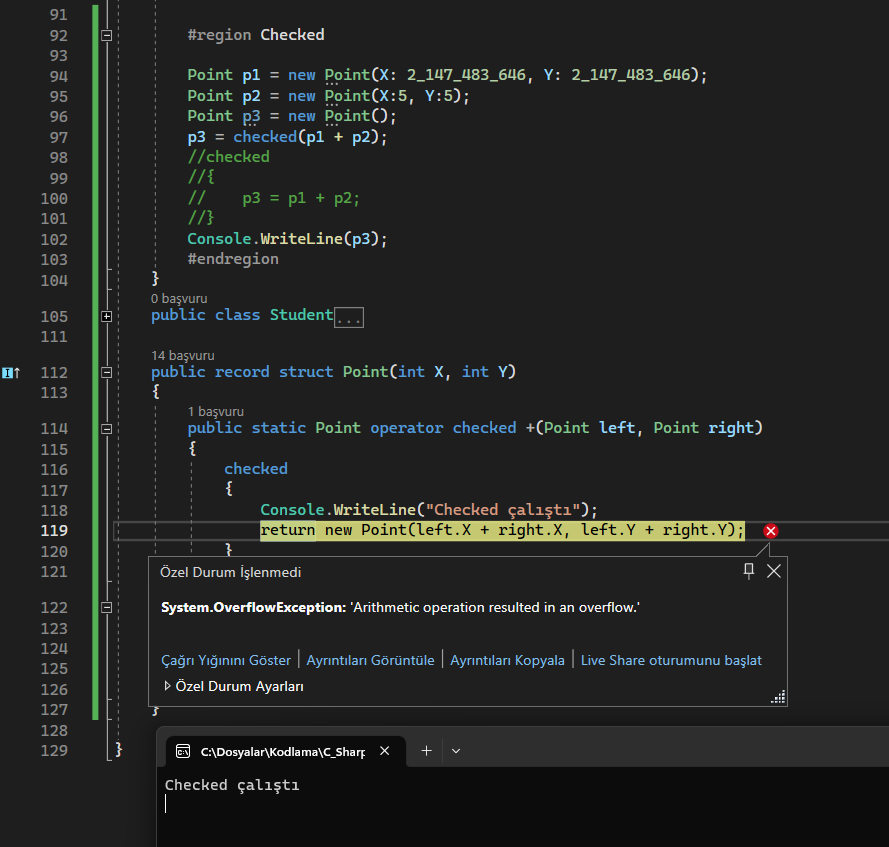 91
92 #region Checked
93
94 Point p1 = new Point(X: 2_147_483_646, Y: 2_147_483_646);
95 Point p2 = new Point(X:5, Y:5);
96 Point p3 = new Point();
97 p3 = checked(p1 + p2);
98 //checked
99 //{
100 //    p3 = p1 + p2;
101 //}
102 Console.WriteLine(p3);
103 #endregion
104 }
0 başvuru
105 public class Student...
111
14 başvuru
112 public record struct Point(int X, int Y)
113 {
1 başvuru
114 public static Point operator checked +(Point left, Point right)
115 {
116 checked
117 {
118 Console.WriteLine("Checked çalıştı");
119 return new Point(left.X + right.X, left.Y + right.Y);
120 }
121
Özel Durum İşlenmedi
122
System.OverflowException: 'Arithmetic operation resulted in an overflow.'
123
124
Çağrı Yığınını Göster | Ayrıntıları Görüntüle | Ayrıntıları Kopyala | Live Share oturumunu başlat
125
126 Özel Durum Ayarları
127 }
128
129 }
C:\Dosyalar\Kodlama\C_Sharp
Checked çalıştı